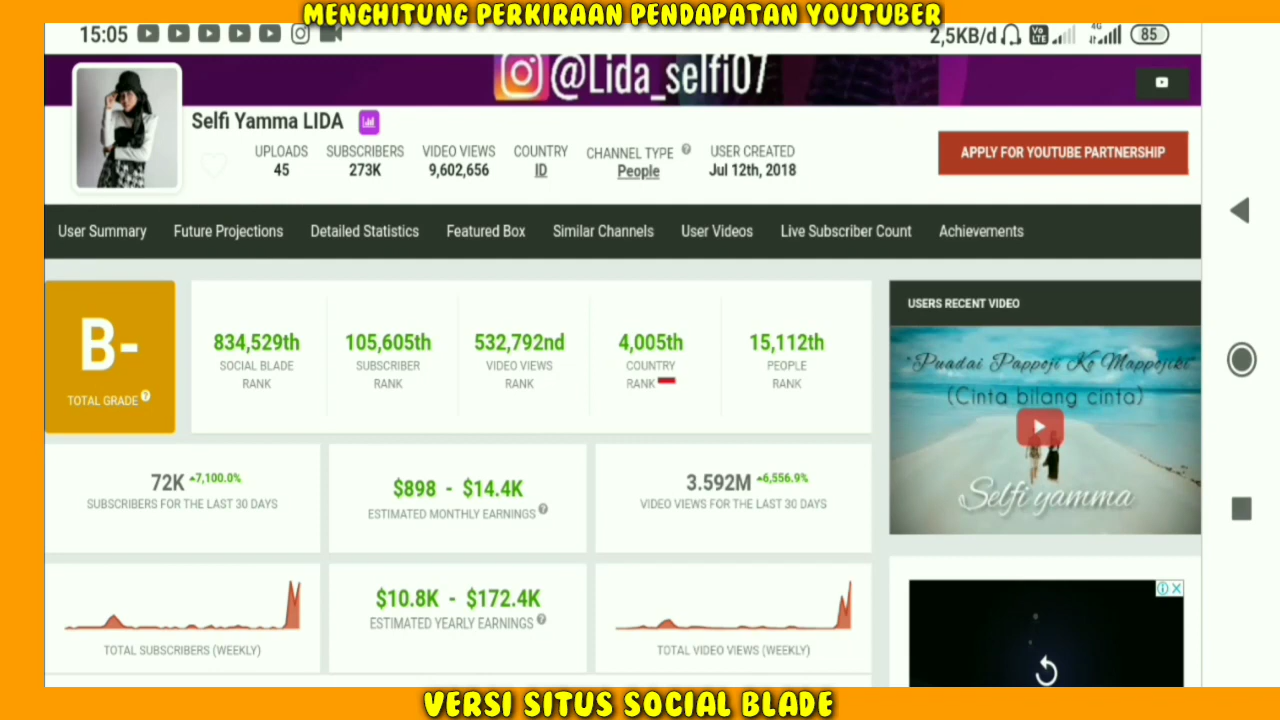 MENGHITUNG PERKIRAAN PENDAPATAN YOUTUBER
15:05
2,5KB/d
Vo LTE
4G
85
@Lida_selfi07
Selfi Yamma LIDA
UPLOADS
45
SUBSCRIBERS
273K
VIDEO VIEWS
9,602,656
COUNTRY
ID
CHANNEL TYPE
People
USER CREATED
Jul 12th, 2018
APPLY FOR YOUTUBE PARTNERSHIP
User Summary
Future Projections
Detailed Statistics
Featured Box
Similar Channels
User Videos
Live Subscriber Count
Achievements
B-
TOTAL GRADE
834,529th
SOCIAL BLADE
RANK
105,605th
SUBSCRIBER
RANK
532,792nd
VIDEO VIEWS
RANK
4,005th
COUNTRY
RANK
15,112th
PEOPLE
RANK
USERS RECENT VIDEO
"Puadai Pappoji Ko Mappojiki"
(Cinta bilang cinta)
Selfi yamma
72K 7,100.0%
SUBSCRIBERS FOR THE LAST 30 DAYS
$898 - $14.4K
ESTIMATED MONTHLY EARNINGS
3.592M 6,556.9%
VIDEO VIEWS FOR THE LAST 30 DAYS
TOTAL SUBSCRIBERS (WEEKLY)
$10.8K - $172.4K
ESTIMATED YEARLY EARNINGS
TOTAL VIDEO VIEWS (WEEKLY)
VERSI SITUS SOCIAL BLADE